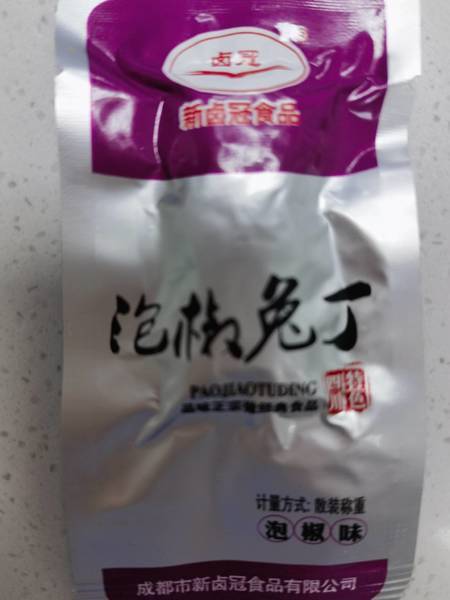 卤冠
新卤冠食品
泡椒兔丁
PAOJIAOTUDING
计量方式: 散装称重
泡椒味
成都市新卤冠食品有限公司